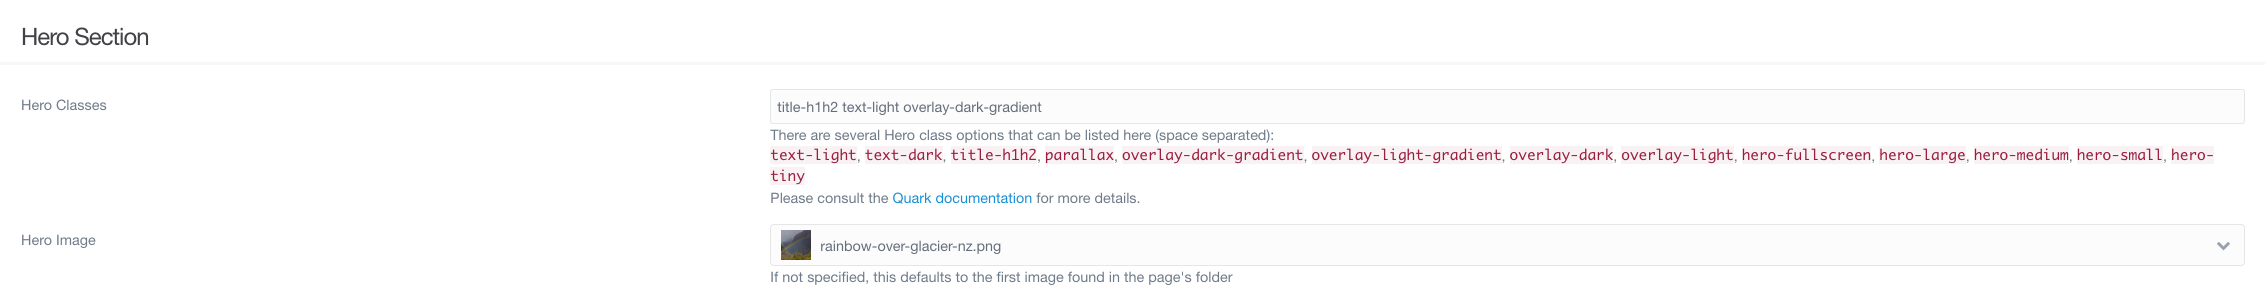 Hero Section
Hero Classes
title-h1h2 text-light overlay-dark-gradient
There are several Hero class options that can be listed here (space separated):
text-light, text-dark, title-h1h2, parallax, overlay-dark-gradient, overlay-light-gradient, overlay-dark, overlay-light, hero-fullscreen, hero-large, hero-medium, hero-small, hero-
tiny
Please consult the Quark documentation for more details.
Hero Image
rainbow-over-glacier-nz.png
If not specified, this defaults to the first image found in the page's folder